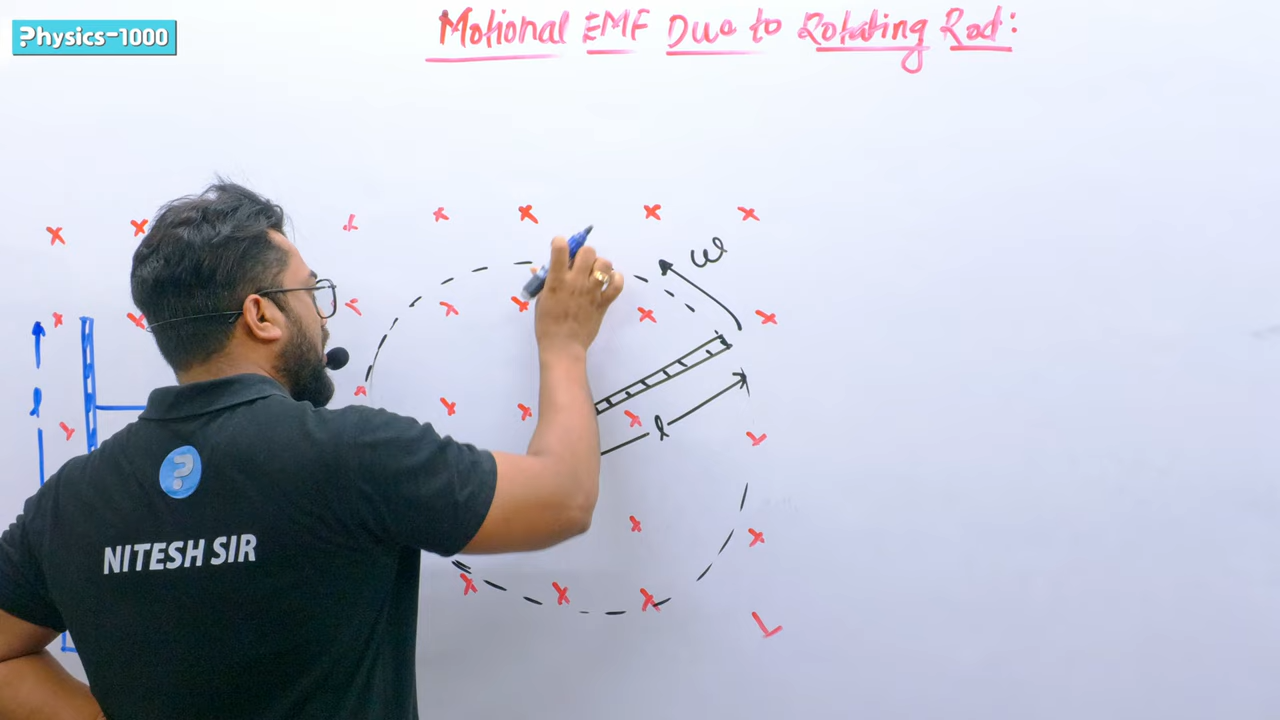 Physics-1000
Motional EMF Due to Rotating Rod:
ω
l
l
?
NITESH SIR